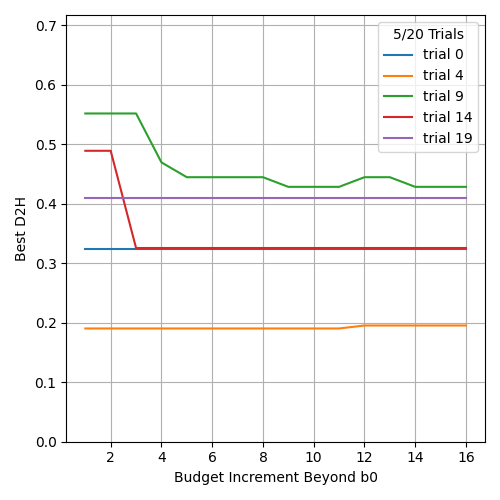 5/20 Trials
trial 0
trial 4
trial 9
trial 14
trial 19
0.7
0.6
0.5
0.4
0.3
0.2
0.1
0.0
Best D2H
2 4 6 8 10 12 14 16
Budget Increment Beyond b0